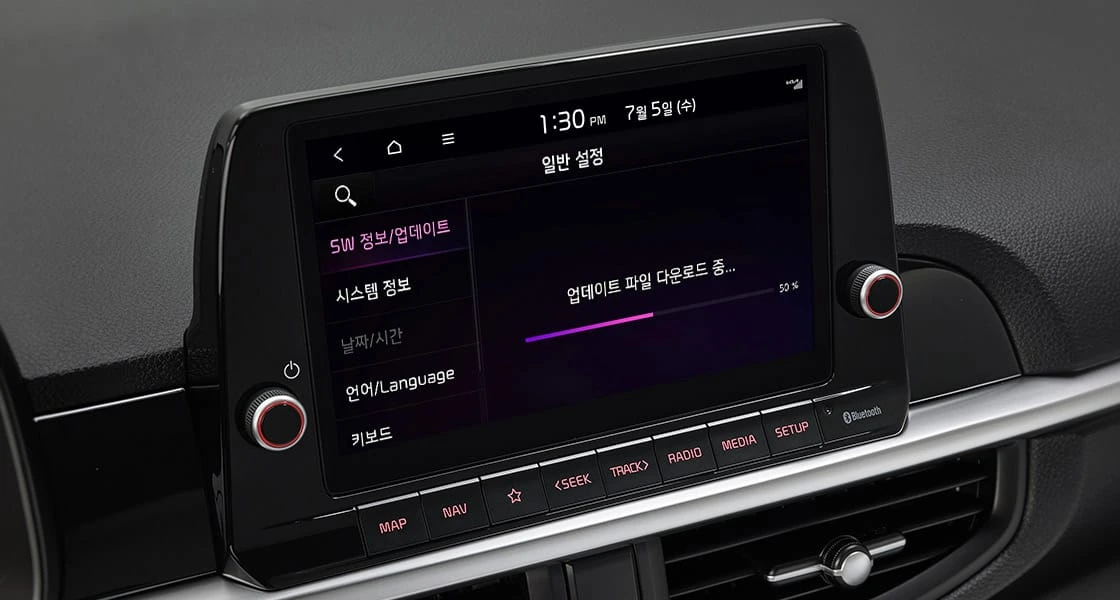 1:30 PM 7월 5일 (수)
일반 설정
SW 정보/업데이트
시스템 정보
날짜/시간
언어/Language
키보드
업데이트 파일 다운로드 중...
50 %
MAP
NAV
<SEEK
TRACK>
RADIO
MEDIA
SETUP
Bluetooth